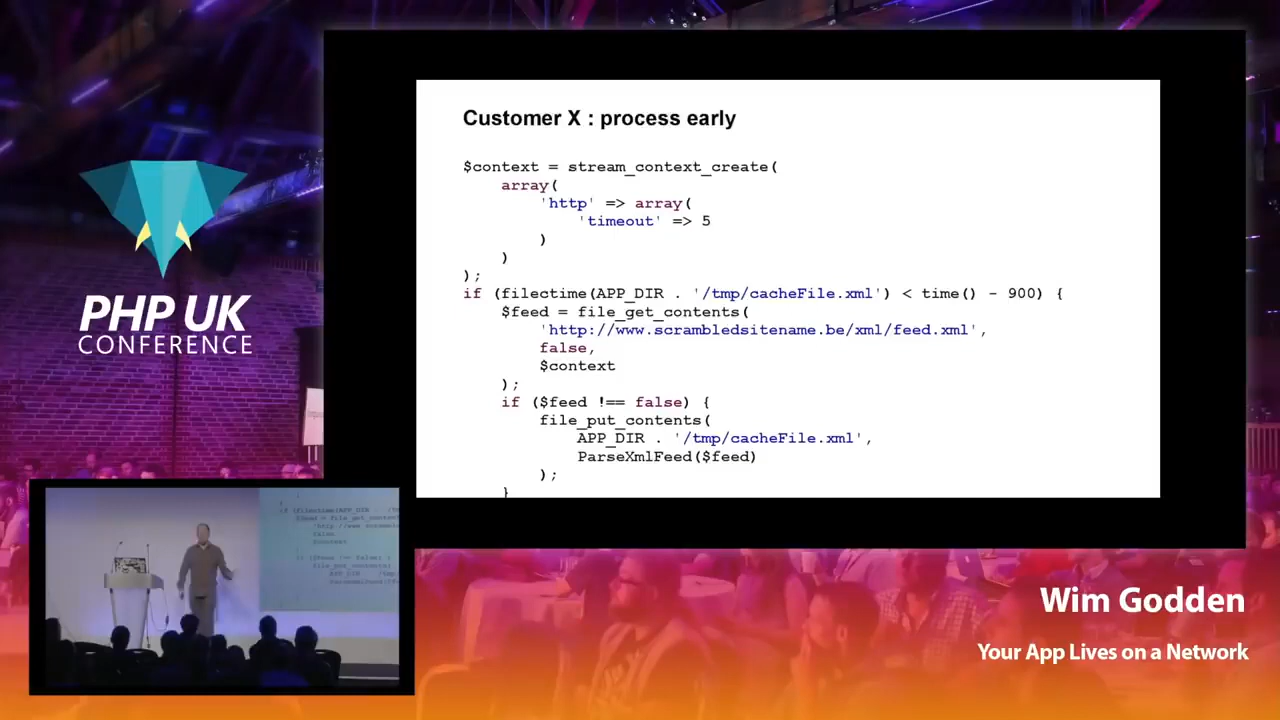 Customer X : process early
$context = stream_context_create(
array(
'http' => array(
'timeout' => 5
)
)
);
if (filectime(APP_DIR . '/tmp/cacheFile.xml') < time() - 900) {
$feed = file_get_contents(
'http://www.scrambledsitename.be/xml/feed.xml',
false,
$context
);
if ($feed !== false) {
file_put_contents(
APP_DIR . '/tmp/cacheFile.xml',
ParseXmlFeed($feed)
);
}
PHP UK
CONFERENCE
Wim Godden
Your App Lives on a Network